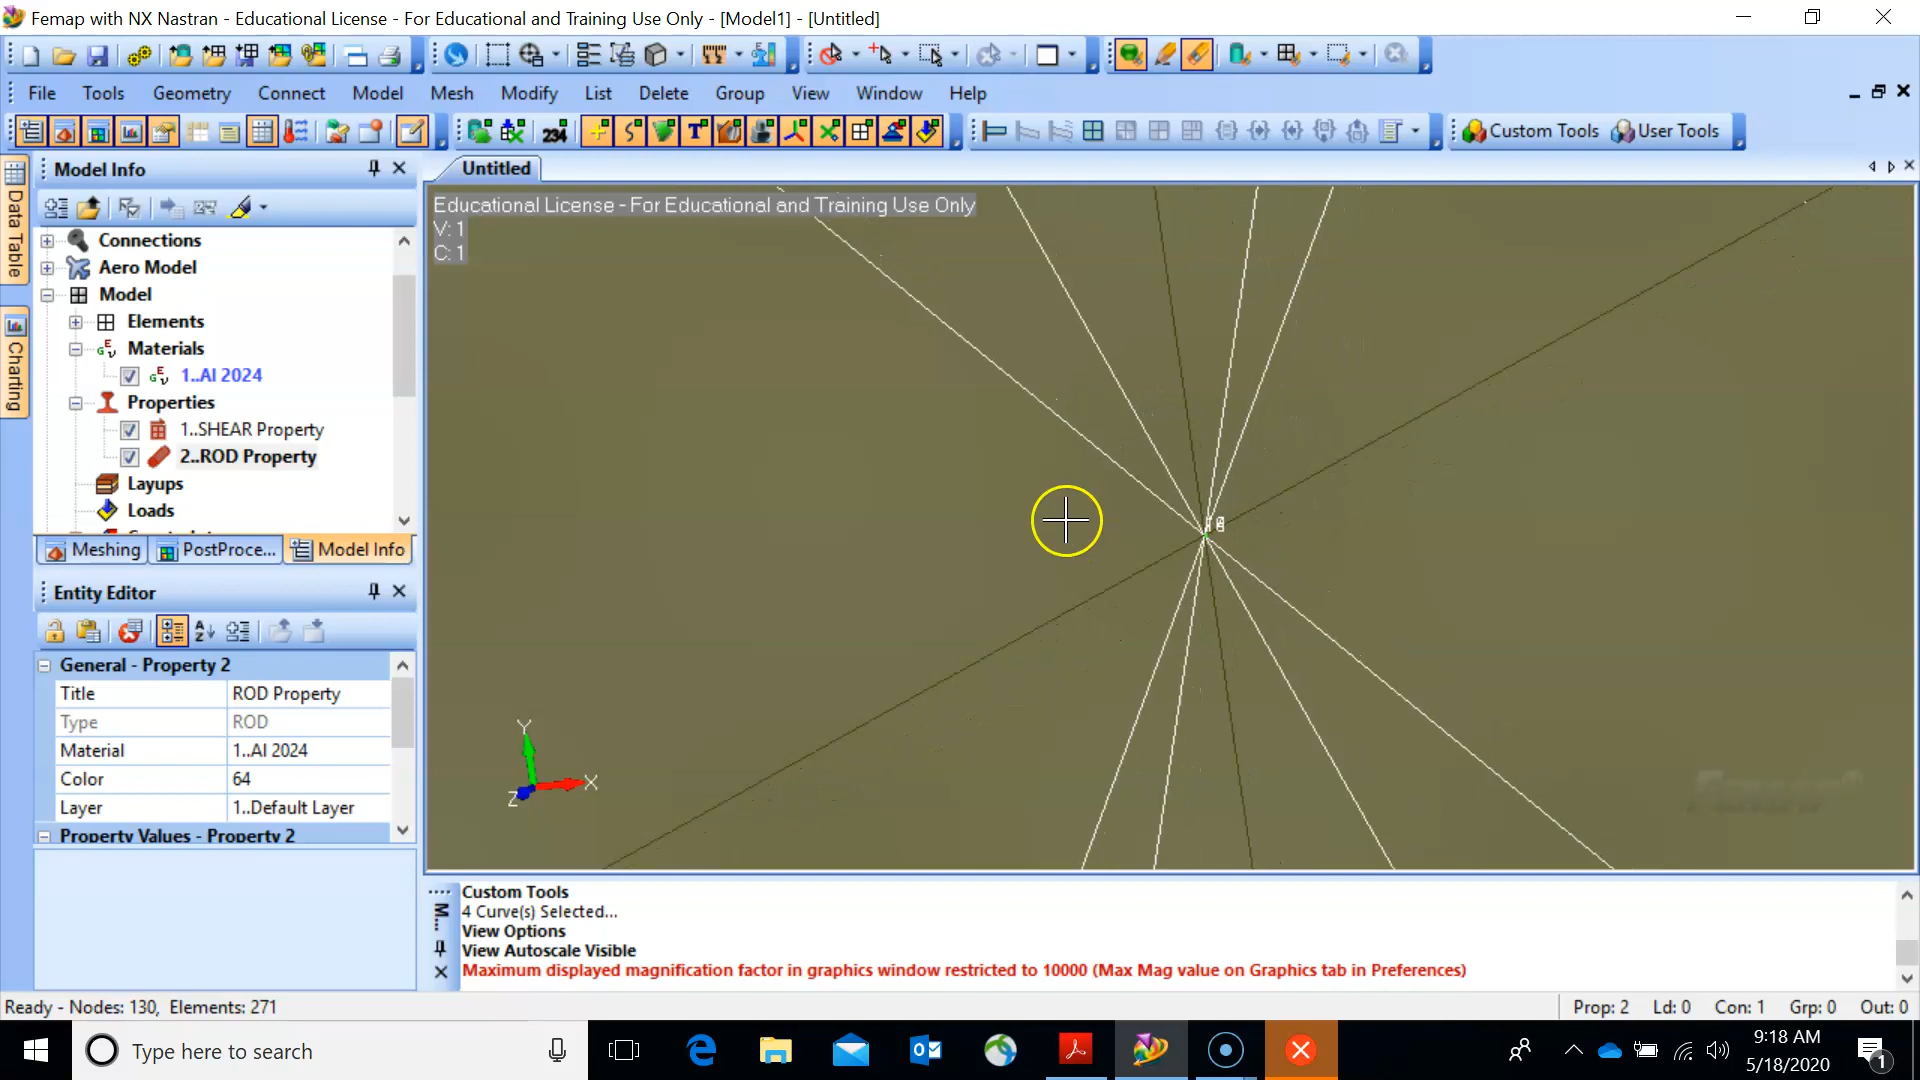 Femap with NX Nastran - Educational License - For Educational and Training Use Only - [Model1] - [Untitled]
File Tools Geometry Connect Model Mesh Modify List Delete Group View Window Help
234
Custom Tools User Tools
Data Table
Charting
Model Info
Connections
Aero Model
Model
Elements
Materials
1..Al 2024
Properties
1..SHEAR Property
2..ROD Property
Layups
Loads
Meshing PostProce... Model Info
Entity Editor
General - Property 2
Title ROD Property
Type ROD
Material 1..Al 2024
Color 64
Layer 1..Default Layer
Property Values - Property 2
Untitled
Educational License - For Educational and Training Use Only
V: 1
C: 1
Y
X
Z
M...
Custom Tools
4 Curve(s) Selected...
View Options
View Autoscale Visible
Maximum displayed magnification factor in graphics window restricted to 10000 (Max Mag value on Graphics tab in Preferences)
Ready - Nodes: 130, Elements: 271
Prop: 2 Ld: 0 Con: 1 Grp: 0 Out: 0
Type here to search
9:18 AM
5/18/2020
1